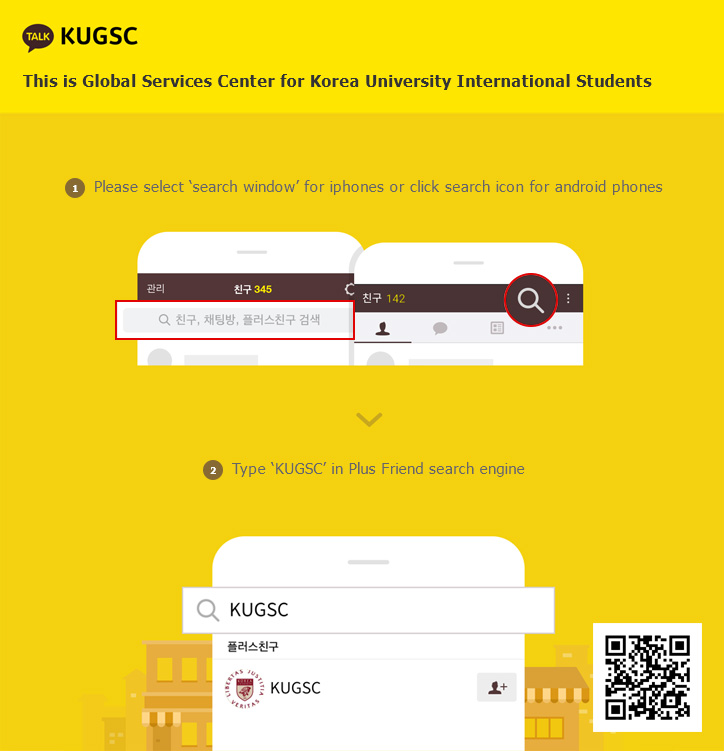 TALK KUGSC
This is Global Services Center for Korea University International Students
1 Please select ‘search window’ for iphones or click search icon for android phones
관리 친구 345
친구, 채팅방, 플러스친구 검색
친구 142
2 Type ‘KUGSC’ in Plus Friend search engine
KUGSC
플러스친구
LIBERTAS JUSTITIA VERITAS
KUGSC